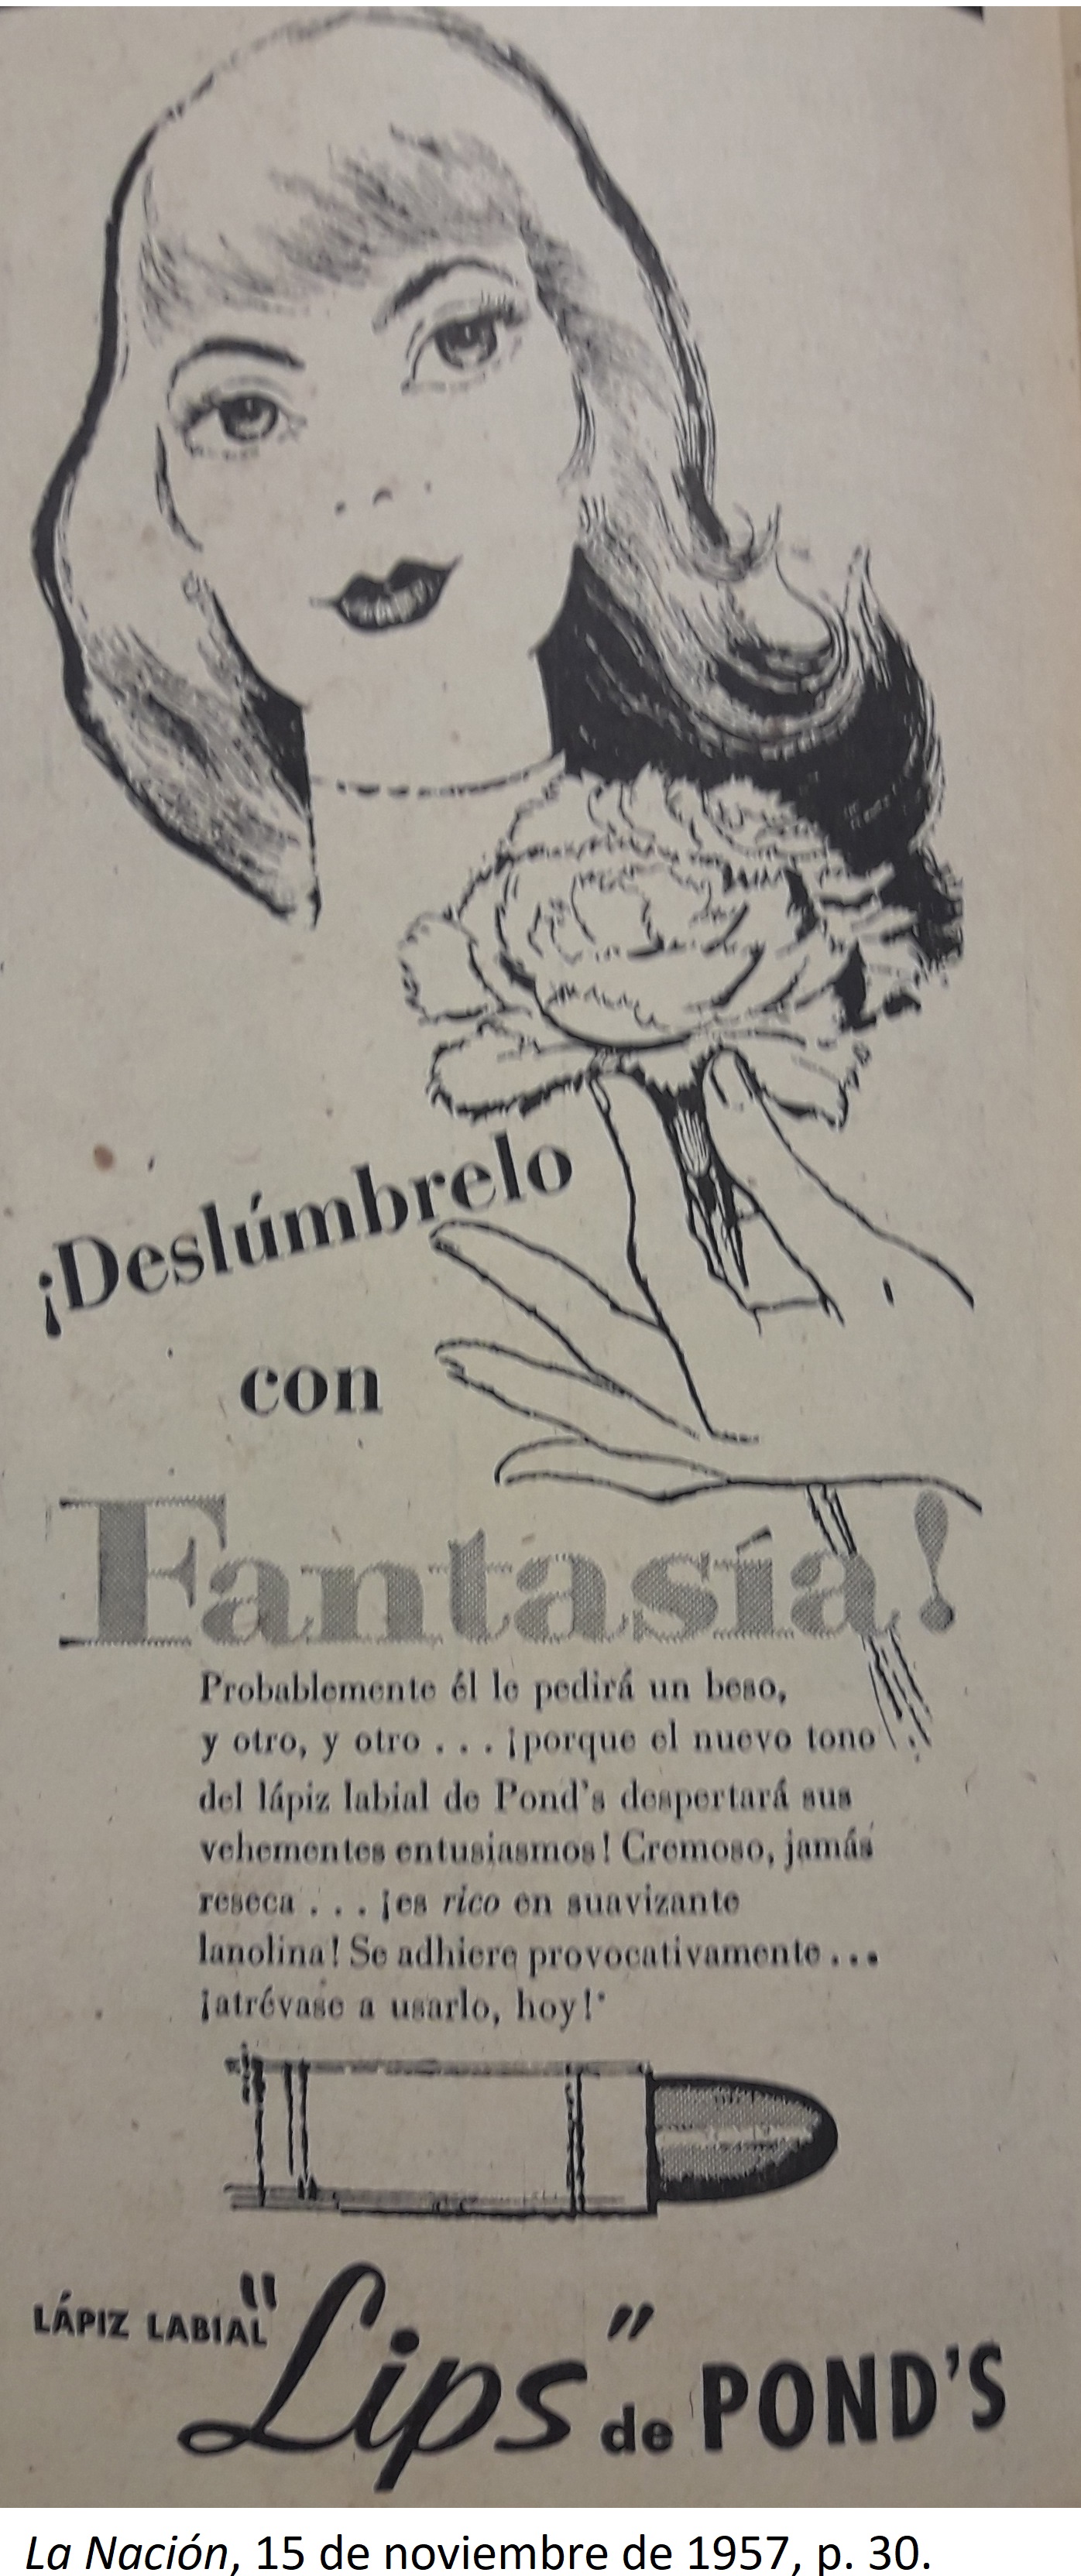 ¡Deslúmbrelo
con
Fantasía!
Probablemente él le pedirá un beso,
y otro, y otro . . . ¡porque el nuevo tono
del lápiz labial de Pond's despertará sus
vehementes entusiasmos! Cremoso, jamás
reseca . . . ¡es rico en suavizante
lanolina! Se adhiere provocativamente . . .
¡atrévase a usarlo, hoy!
LÁPIZ LABIAL "Lips" de POND'S
La Nación, 15 de noviembre de 1957, p. 30.